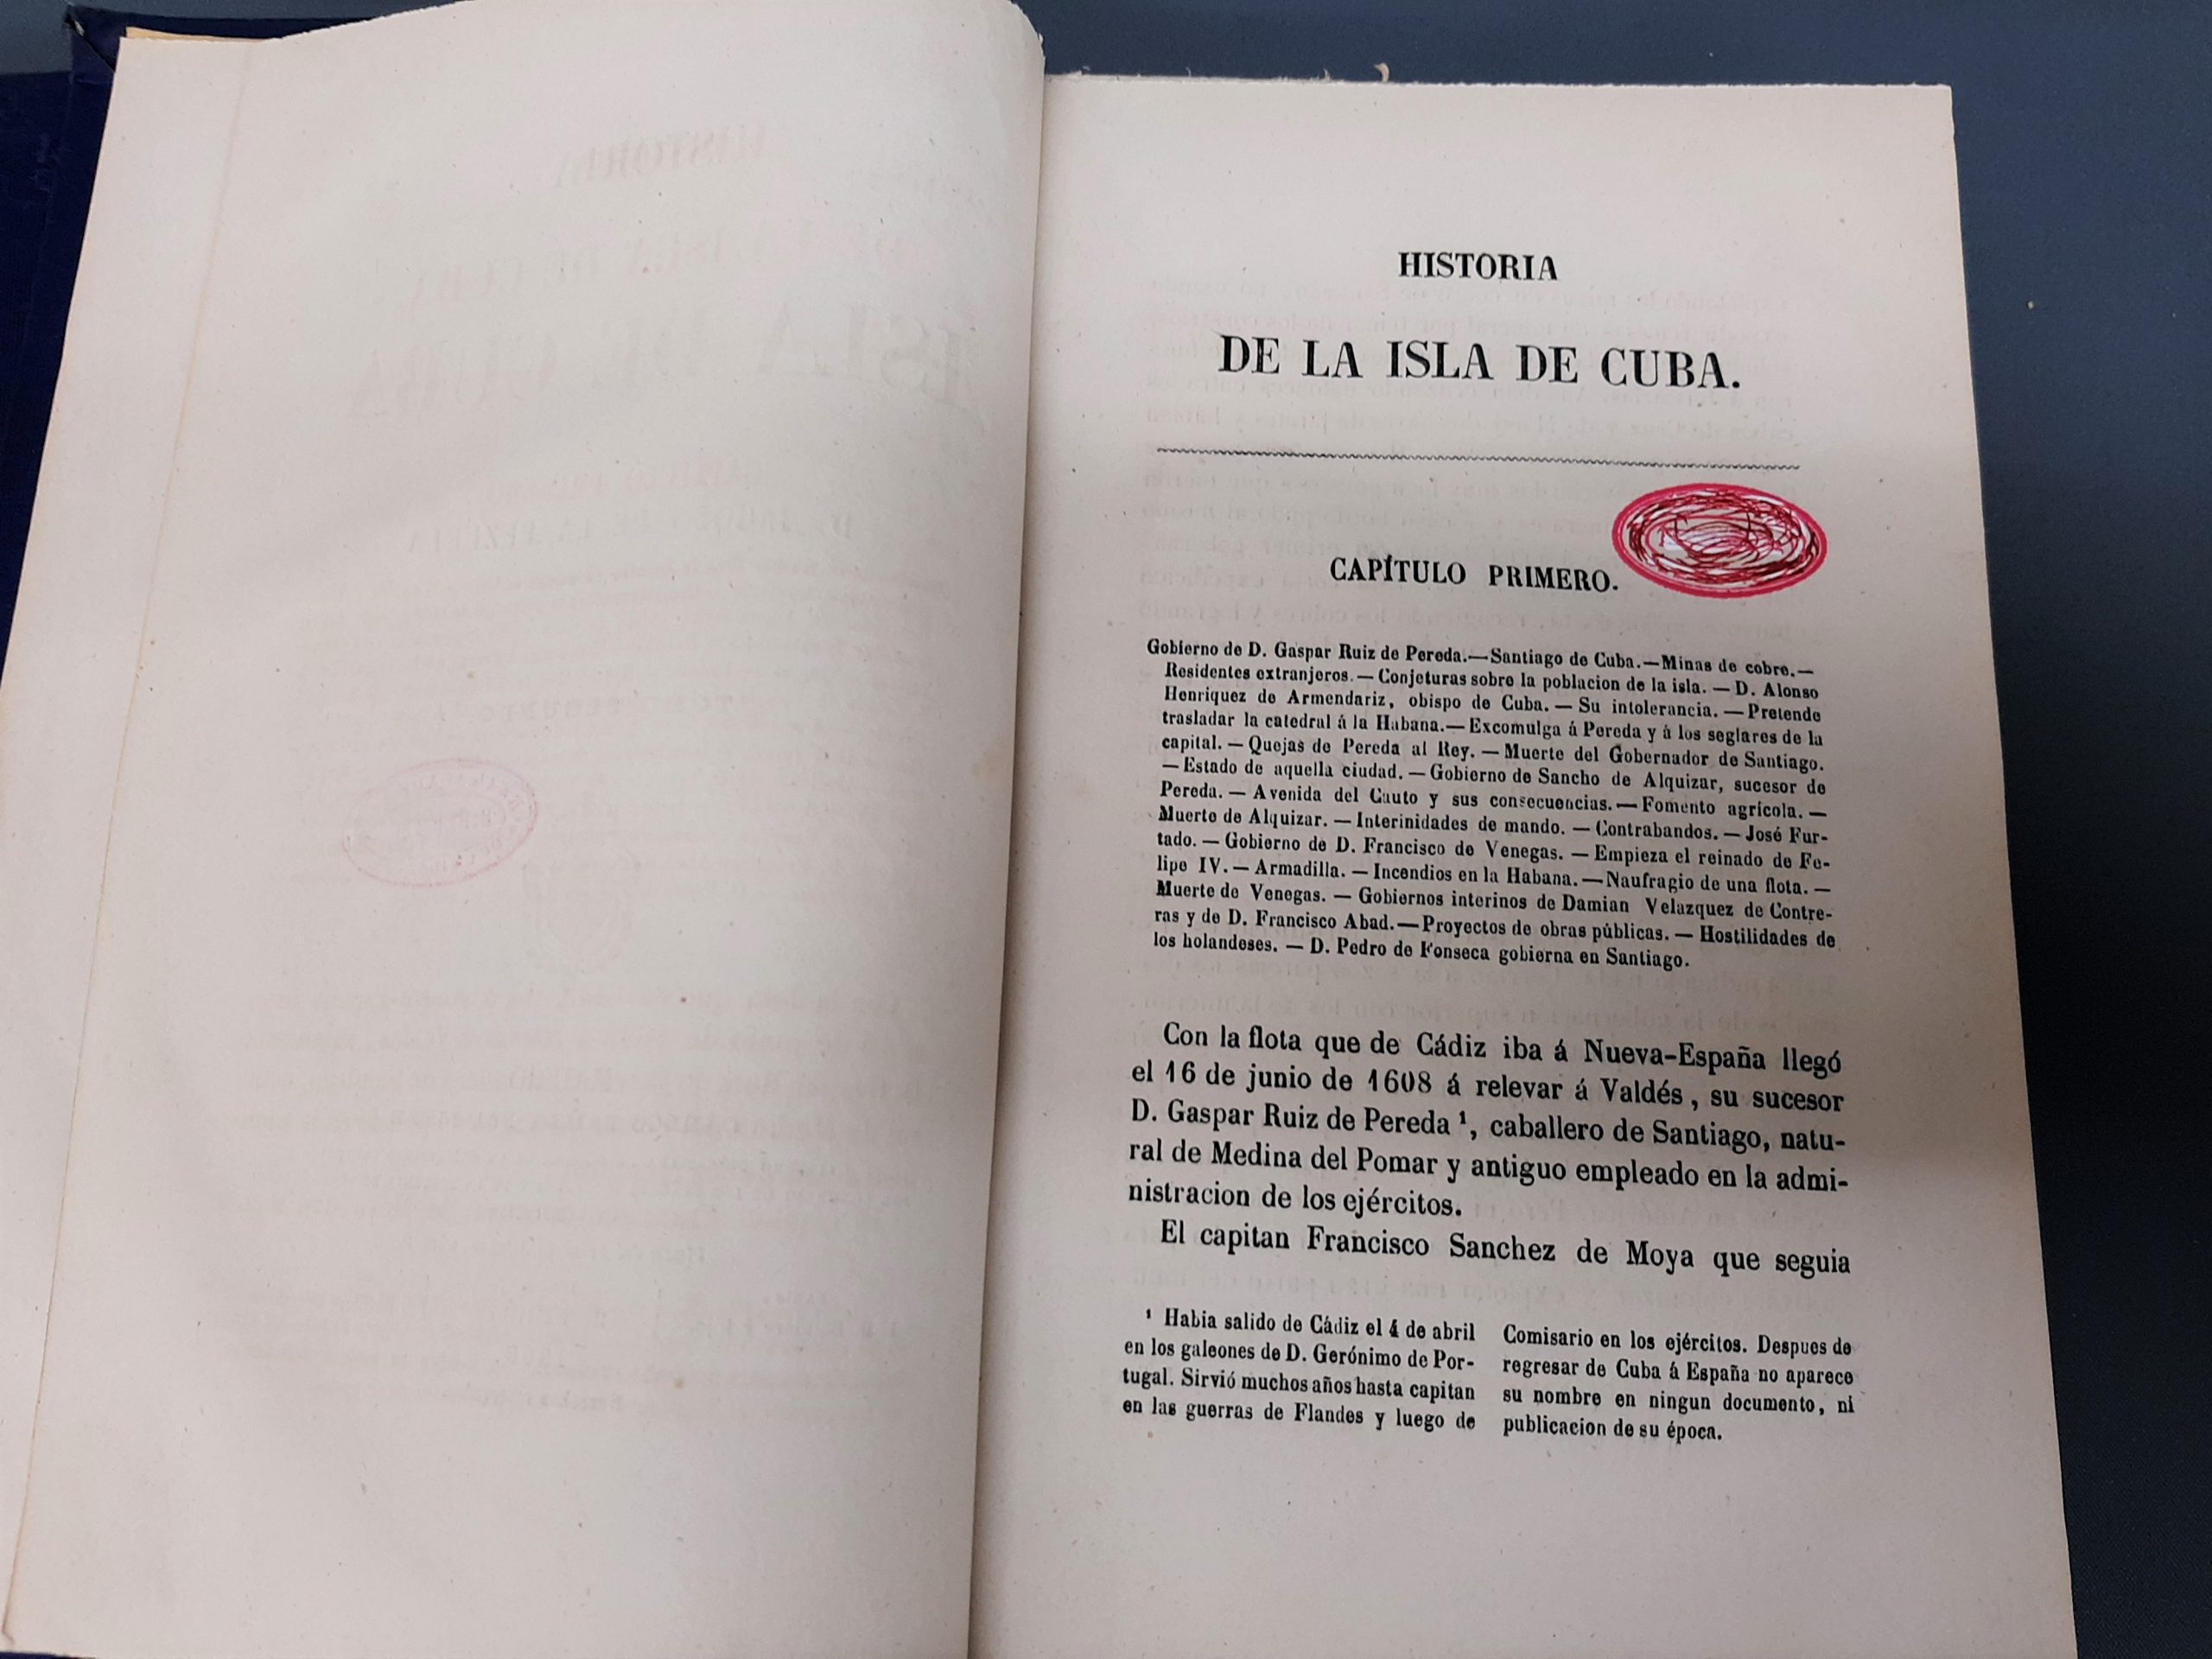 HISTORIA
DE LA ISLA DE CUBA.
CAPÍTULO PRIMERO.
Gobierno de D. Gaspar Ruiz de Pereda.—Santiago de Cuba.—Minas de cobre.—
Residentes extranjeros.— Conjeturas sobre la poblacion de la isla. — D. Alonso
Henriquez de Armendariz, obispo de Cuba. — Su intolerancia. — Pretende
trasladar la catedral á la Habana.— Excomulga á Pereda y á los seglares de la
capital. — Quejas de Pereda al Rey. — Muerte del Gobernador de Santiago.
— Estado de aquella ciudad. — Gobierno de Sancho de Alquizar, sucesor de
Pereda. — Avenida del Cauto y sus consecuencias. — Fomento agrícola. —
Muerte de Alquizar. — Interinidades de mando. — Contrabandos. — José Fur-
tado. — Gobierno de D. Francisco de Venegas. — Empieza el reinado de Fe-
lipe IV. — Armadilla. — Incendios en la Habana. — Naufragio de una flota. —
Muerte de Venegas. — Gobiernos interinos de Damian Velazquez de Contre-
ras y de D. Francisco Abad.— Proyectos de obras públicas. — Hostilidades de
los holandeses. — D. Pedro de Fonseca gobierna en Santiago.
Con la flota que de Cádiz iba á Nueva-España llegó
el 16 de junio de 1608 á relevar á Valdés, su sucesor
D. Gaspar Ruiz de Pereda ¹, caballero de Santiago, natu-
ral de Medina del Pomar y antiguo empleado en la admi-
nistracion de los ejércitos.
El capitan Francisco Sanchez de Moya que seguia
¹ Habia salido de Cádiz el 4 de abril
en los galeones de D. Gerónimo de Por-
tugal. Sirvió muchos años hasta capitan
en las guerras de Flandes y luego de
Comisario en los ejércitos. Despues de
regresar de Cuba á España no aparece
su nombre en ningun documento, ni
publicacion de su época.